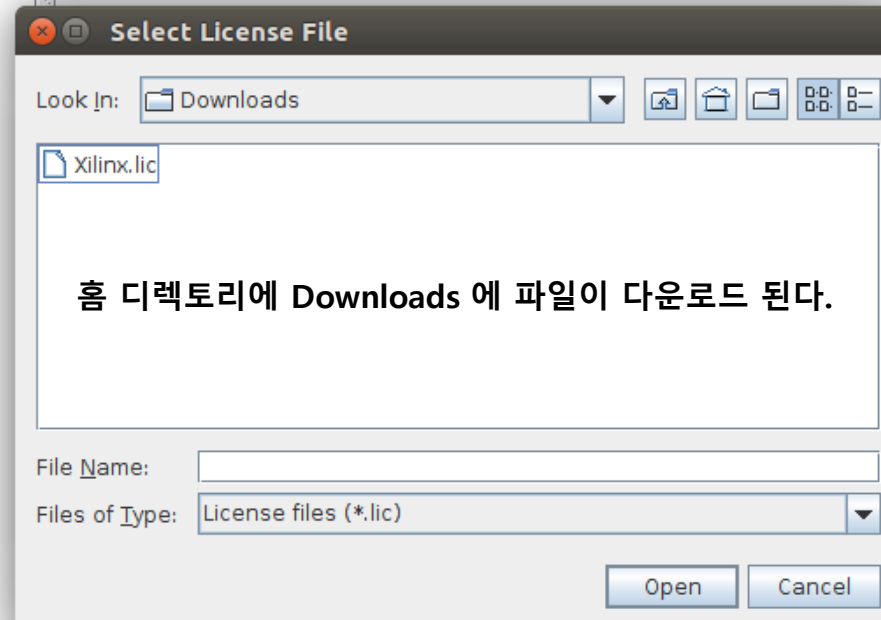 Select License File
Look In: Downloads
Xilinx.lic
홈 디렉토리에 Downloads 에 파일이 다운로드 된다.
File Name:
Files of Type: License files (*.lic)
Open Cancel